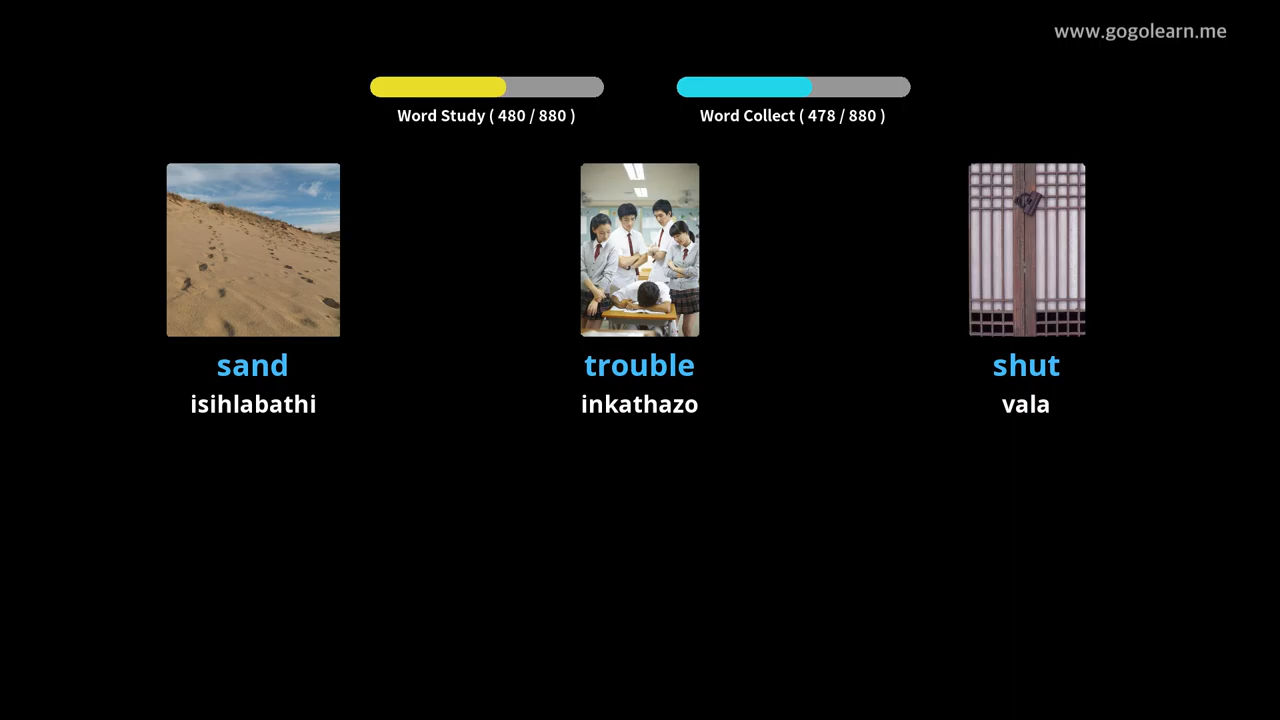 www.gogolearn.me
Word Study ( 480 / 880 )
Word Collect ( 478 / 880 )
sand
trouble
shut
isihlabathi
inkathazo
vala